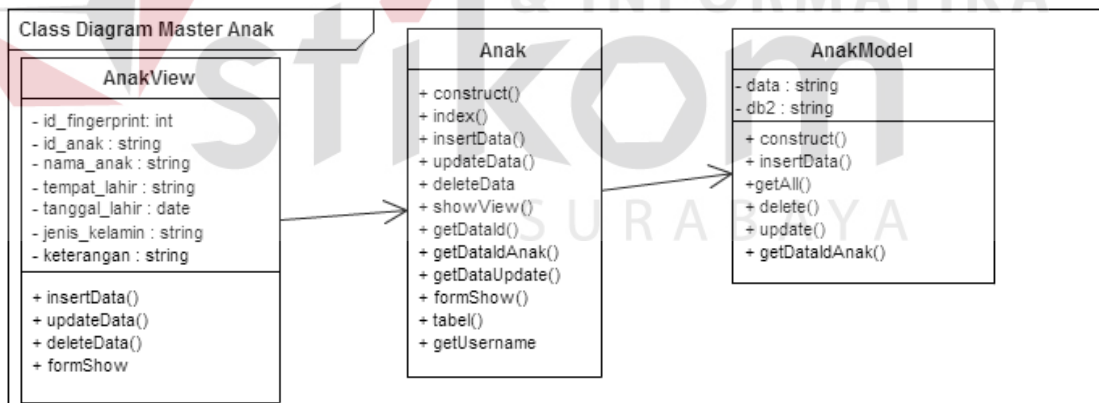 & INFORMATIKA
stikom
SURABAYA
Class Diagram Master Anak
AnakView
- id_fingerprint: int
- id_anak : string
- nama_anak : string
- tempat_lahir : string
- tanggal_lahir : date
- jenis_kelamin : string
- keterangan : string
+ insertData()
+ updateData()
+ deleteData()
+ formShow
Anak
+ construct()
+ index()
+ insertData()
+ updateData()
+ deleteData
+ showView()
+ getDataId()
+ getDataIdAnak()
+ getDataUpdate()
+ formShow()
+ tabel()
+ getUsername
AnakModel
- data : string
- db2 : string
+ construct()
+ insertData()
+getAll()
+ delete()
+ update()
+ getDataIdAnak()